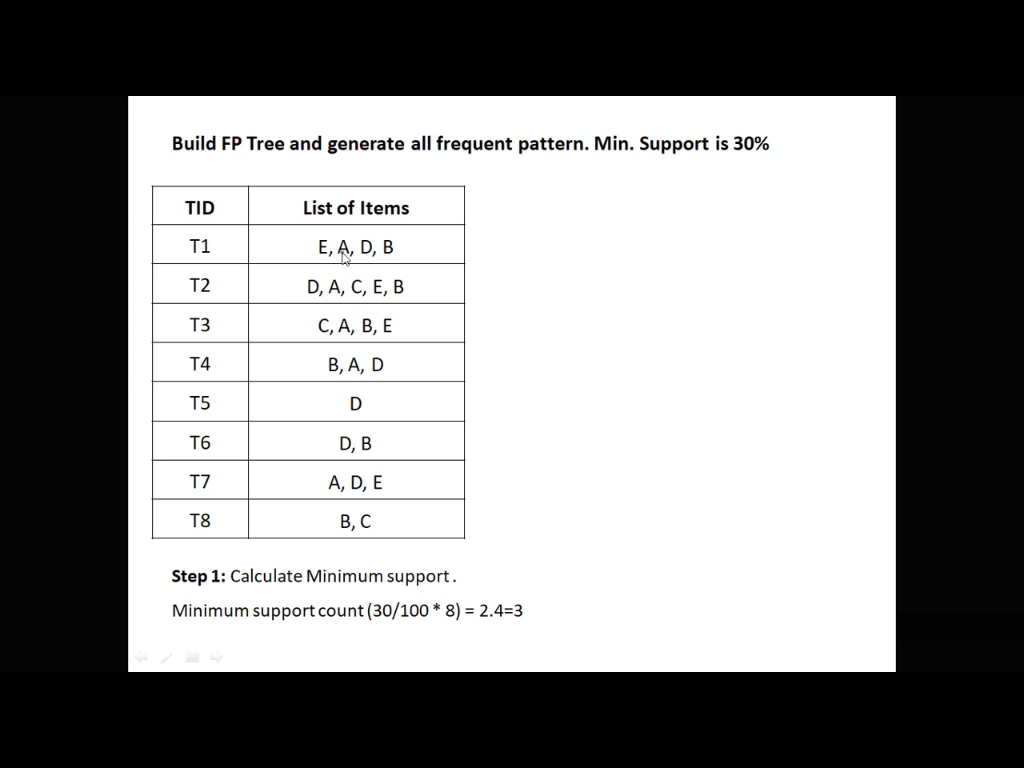 Build FP Tree and generate all frequent pattern. Min. Support is 30%
TID List of Items
T1 E, A, D, B
T2 D, A, C, E, B
T3 C, A, B, E
T4 B, A, D
T5 D
T6 D, B
T7 A, D, E
T8 B, C
Step 1: Calculate Minimum support.
Minimum support count (30/100 * 8) = 2.4=3